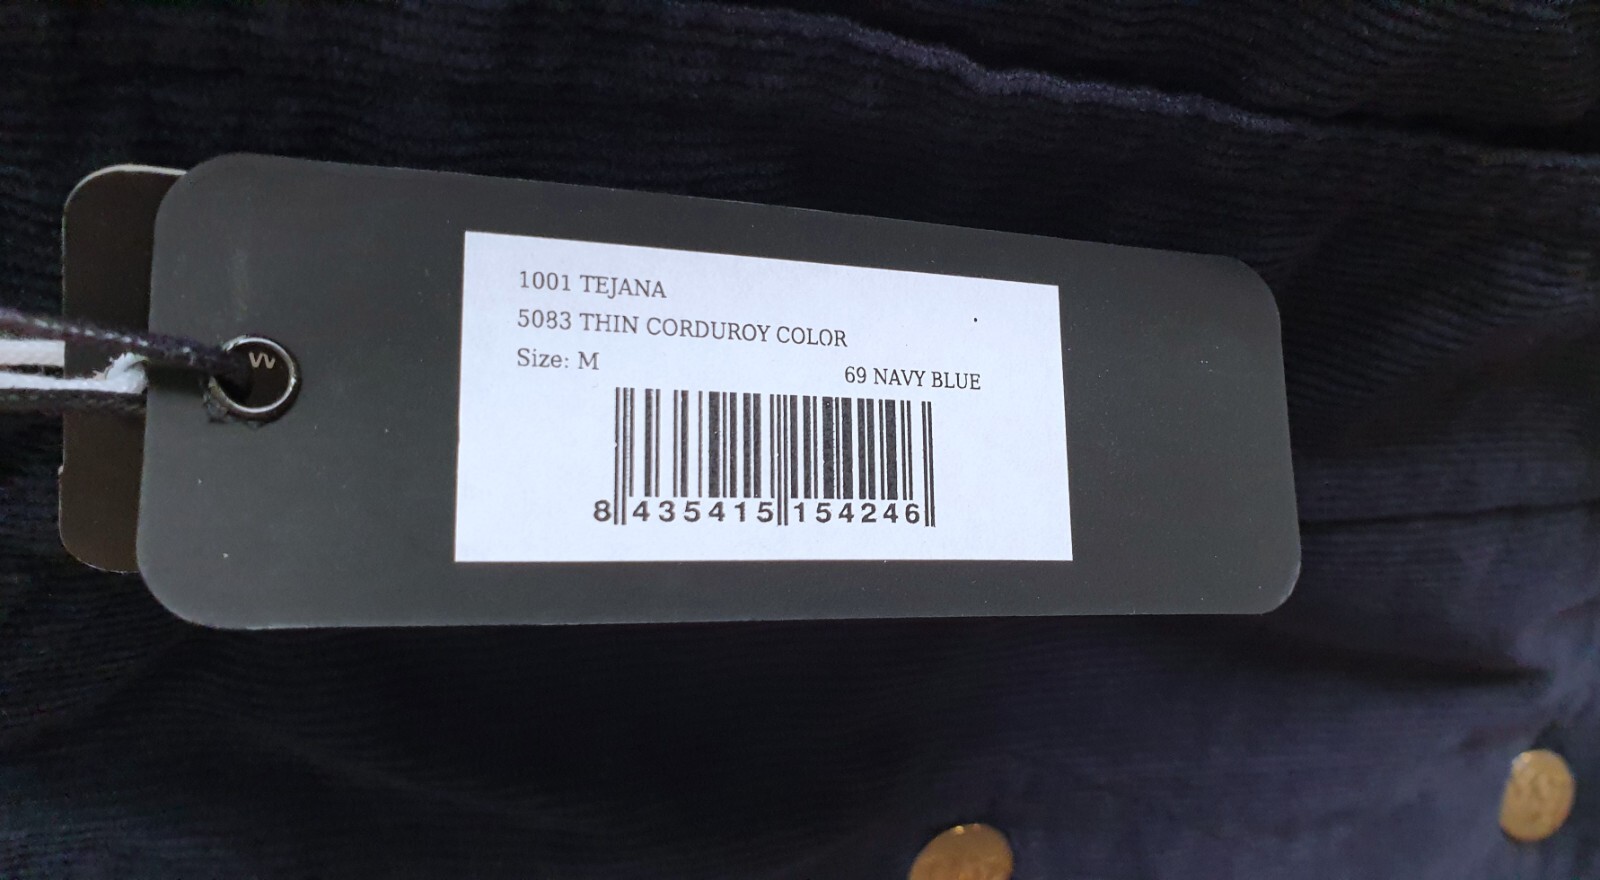 1001 TEJANA
5083 THIN CORDUROY COLOR
Size: M
69 NAVY BLUE
8 435415 154246